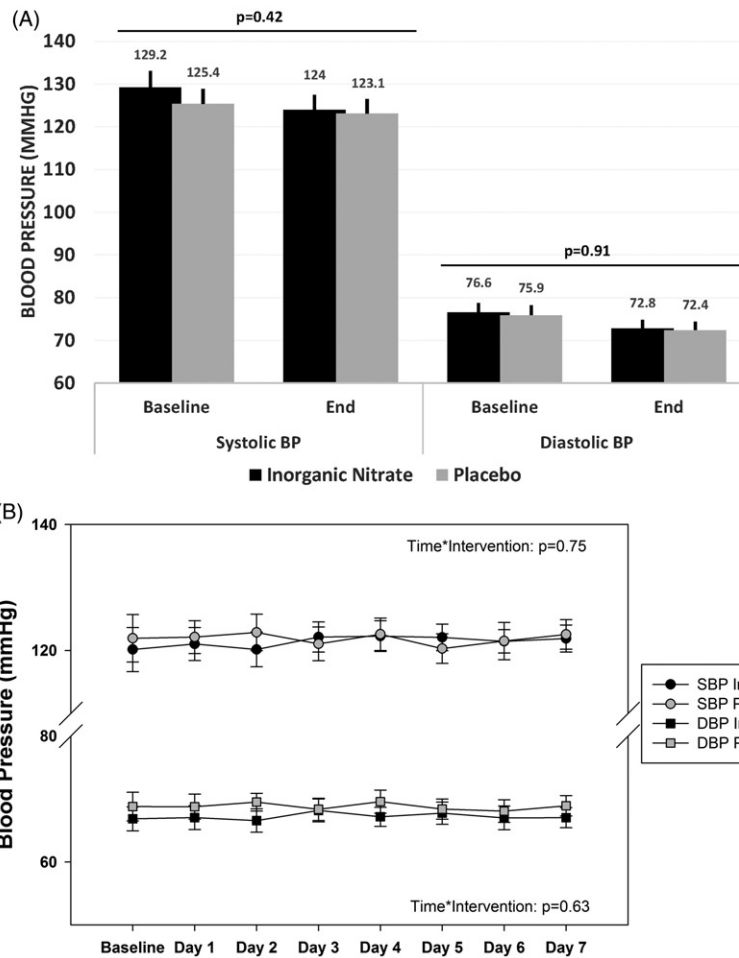 (A)
p=0.42
140
130
120
110
100
90
80
70
60
BLOOD PRESSURE (MMHG)
129.2
125.4
124
123.1
p=0.91
76.6
75.9
72.8
72.4
Baseline
End
Baseline
End
Systolic BP
Diastolic BP
Inorganic Nitrate
Placebo
(B)
140
120
80
60
Blood Pressure (mmHg)
Time*Intervention: p=0.75
SBP
SBP
DBP
DBP
Time*Intervention: p=0.63
Baseline Day 1 Day 2 Day 3 Day 4 Day 5 Day 6 Day 7